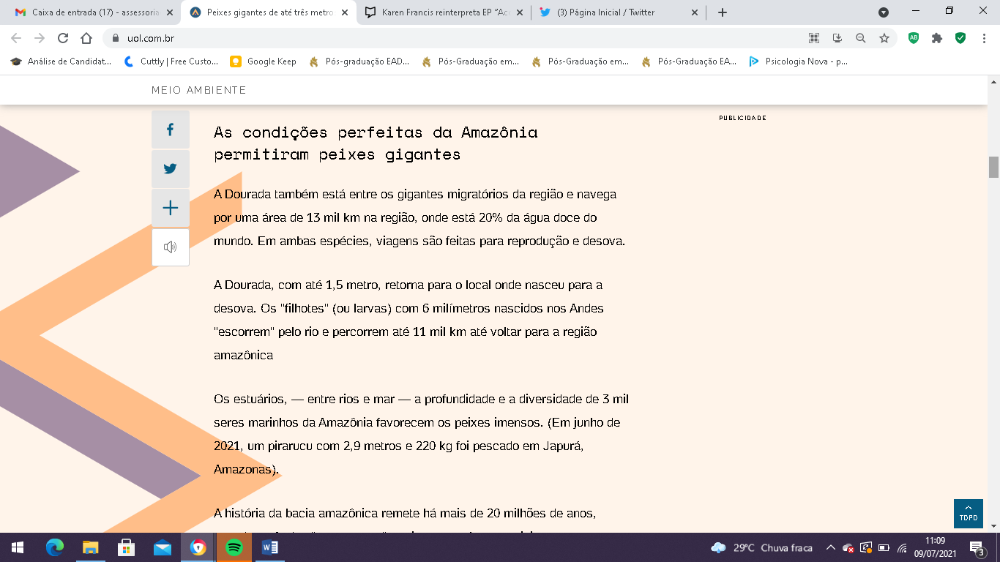 Caixa de entrada (17) - assessoria
Peixes gigantes de até três metro
Karen Francis reinterpreta EP "Ac
(3) Página Inicial / Twitter
uol.com.br
Análise de Candidat...
Cuttly | Free Custo...
Google Keep
Pós-graduação EAD...
Pós-Graduação em...
Pós-Graduação em...
Pós-Graduação EA...
Psicologia Nova - p...
MEIO AMBIENTE
PUBLICIDADE
As condições perfeitas da Amazônia
permitiram peixes gigantes
A Dourada também está entre os gigantes migratórios da região e navega
por uma área de 13 mil km na região, onde está 20% da água doce do
mundo. Em ambas espécies, viagens são feitas para reprodução e desova.
A Dourada, com até 1,5 metro, retorna para o local onde nasceu para a
desova. Os "filhotes" (ou larvas) com 6 milímetros nascidos nos Andes
"escorrem" pelo rio e percorrem até 11 mil km até voltar para a região
amazônica
Os estuários, — entre rios e mar — a profundidade e a diversidade de 3 mil
seres marinhos da Amazônia favorecem os peixes imensos. (Em junho de
2021, um pirarucu com 2,9 metros e 220 kg foi pescado em Japurá,
Amazonas).
A história da bacia amazônica remete há mais de 20 milhões de anos,
TOPO
29°C Chuva fraca
11:09
09/07/2021
3